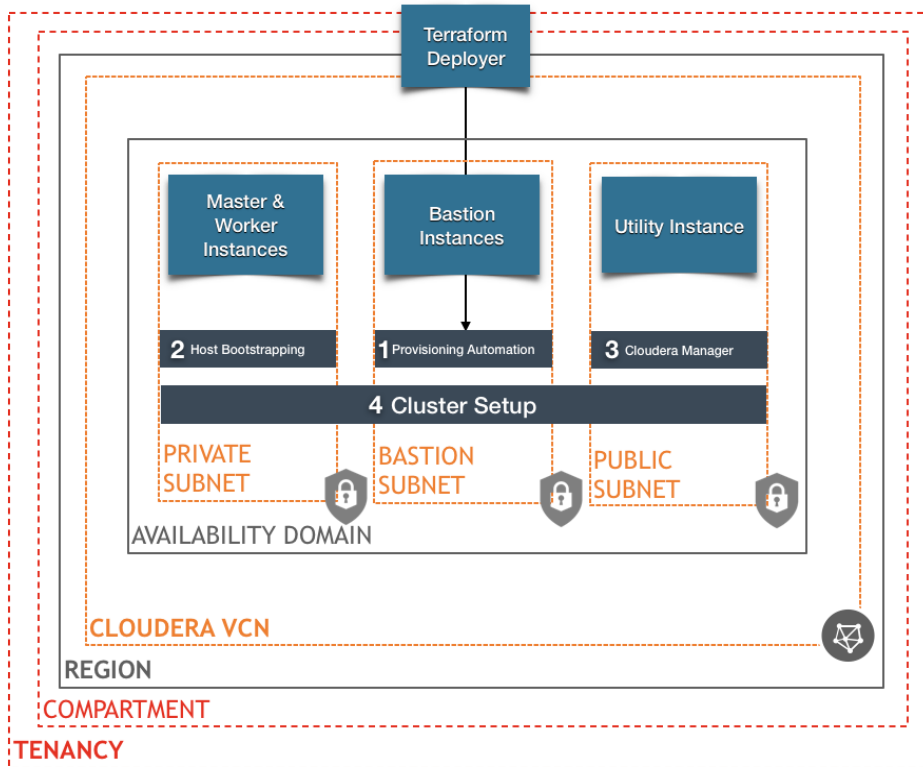 Terraform
Deployer
Master &
Worker
Instances
Bastion
Instances
Utility Instance
2 Host Bootstrapping
1 Provisioning Automation
3 Cloudera Manager
4 Cluster Setup
PRIVATE
SUBNET
BASTION
SUBNET
PUBLIC
SUBNET
AVAILABILITY DOMAIN
CLOUDERA VCN
REGION
COMPARTMENT
TENANCY